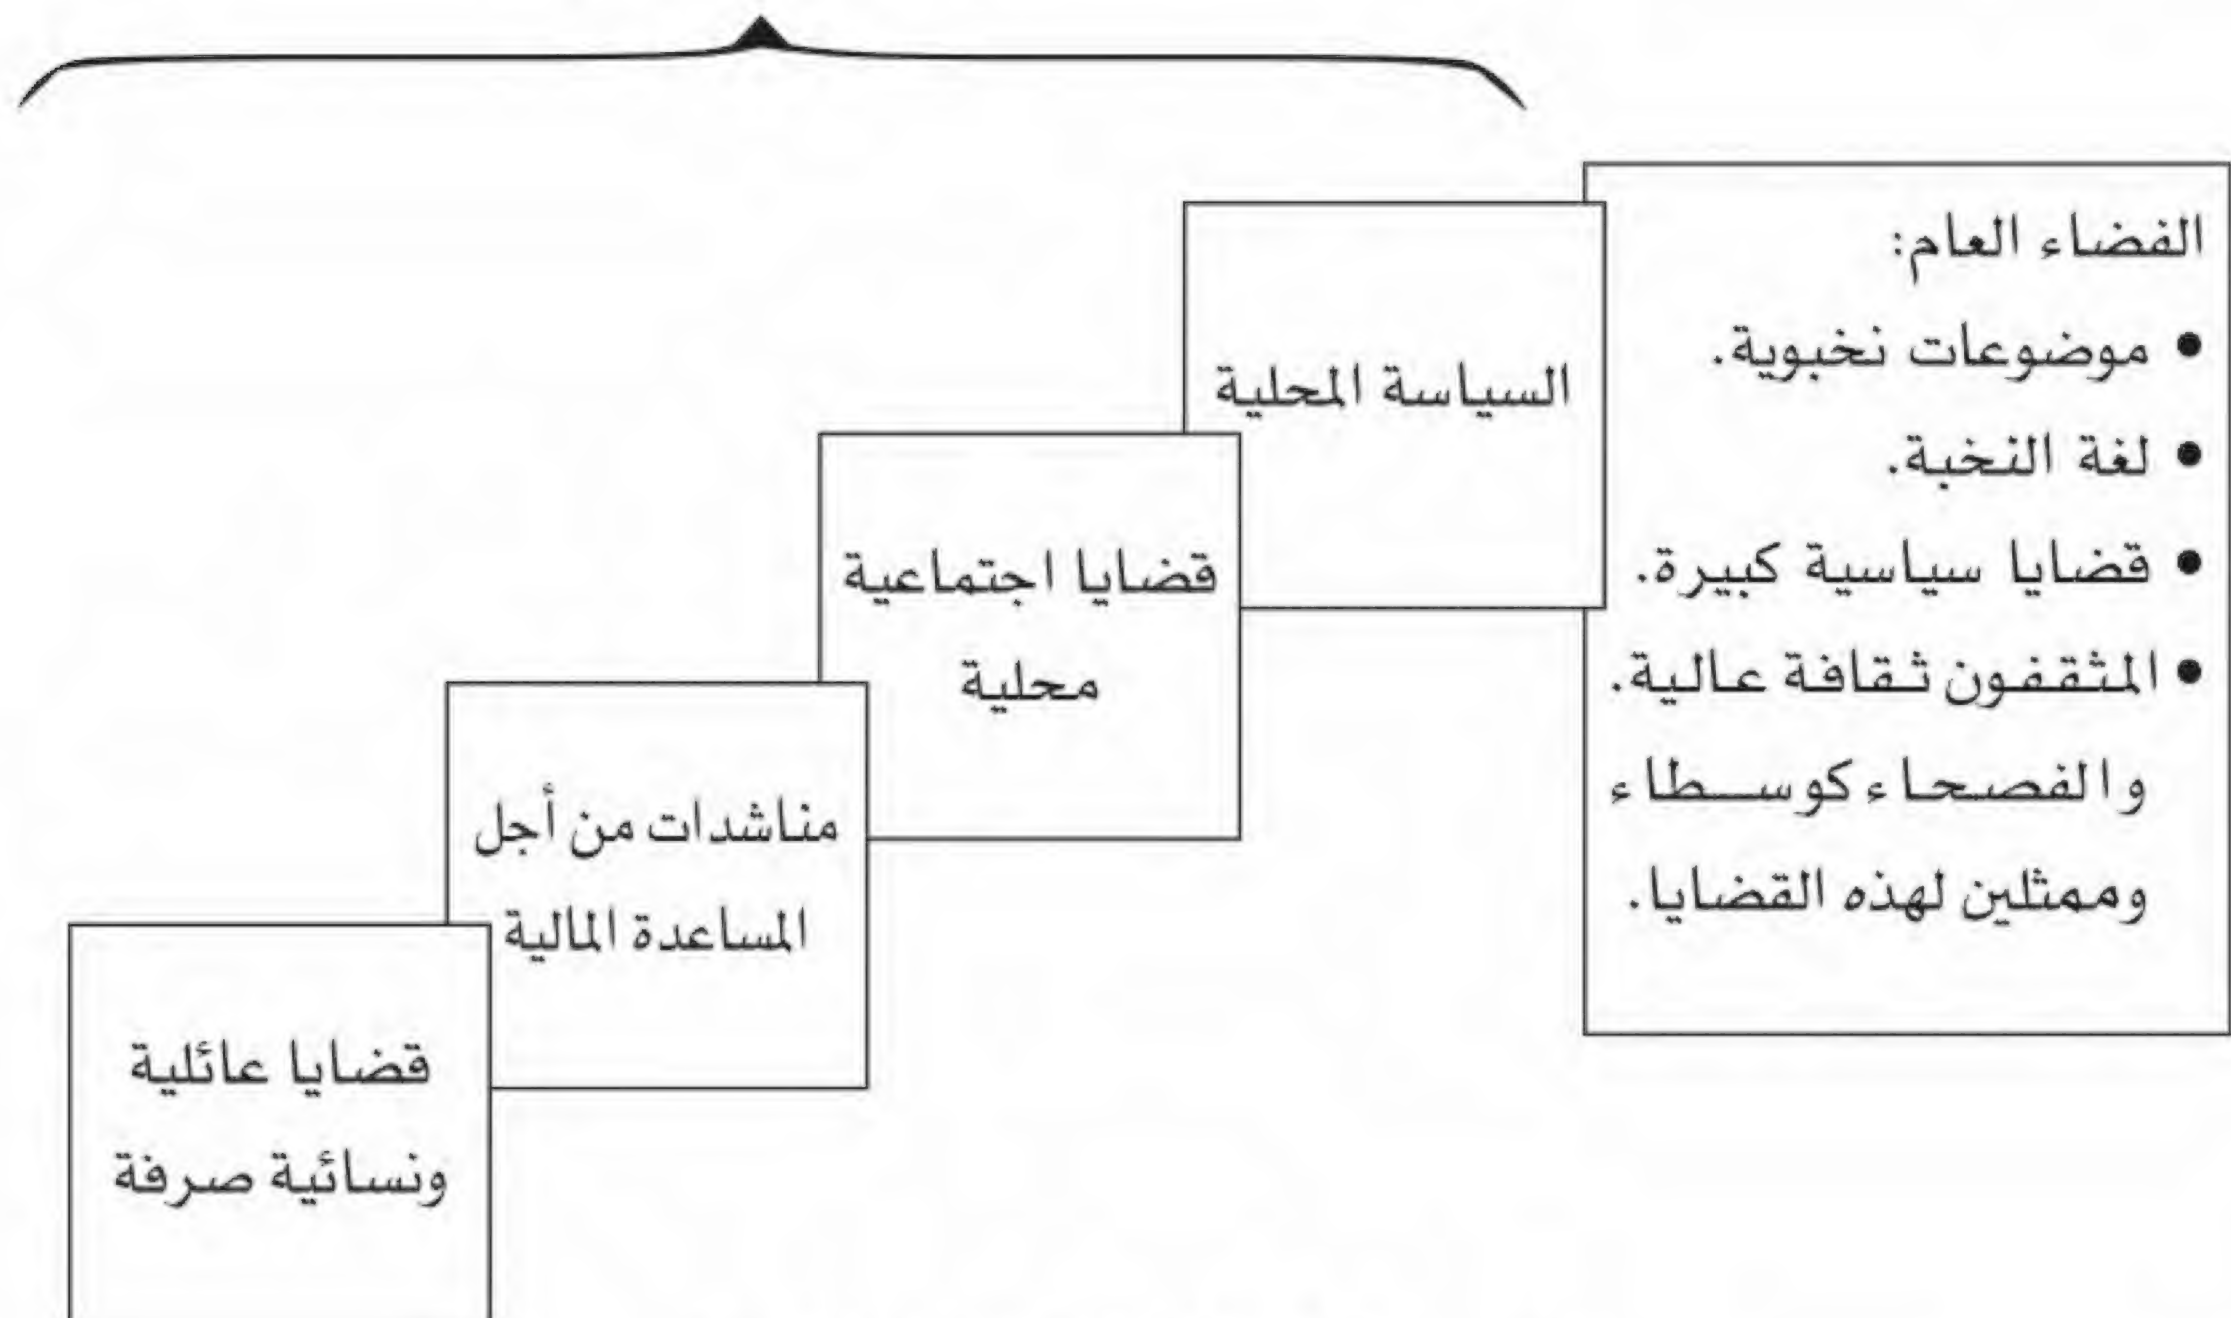 الفضاء العام:
• موضوعات نخبوية.
• لغة النخبة.
• قضايا سياسية كبيرة.
• المثقفون ثقافة عالية.
والفصحاء كوسطاء
وممثلين لهذه القضايا.
السياسة المحلية
قضايا اجتماعية
محلية
مناشدات من أجل
المساعدة المالية
قضايا عائلية
ونسائية صرفة